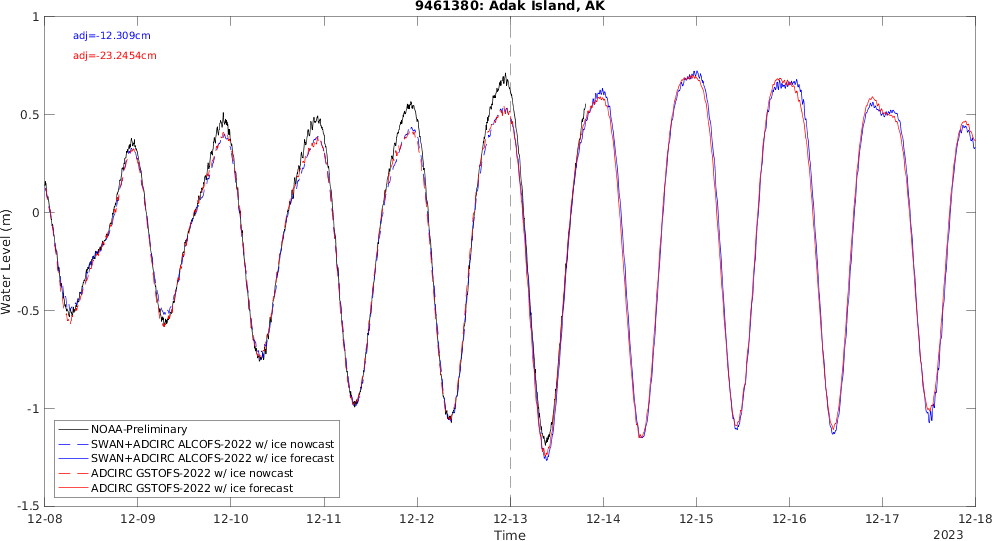 9461380: Adak Island, AK
adj=-12.309cm
adj=-23.2454cm
Water Level (m)
1
0.5
0
-0.5
-1
-1.5
NOAA-Preliminary
SWAN+ADCIRC ALCOFS-2022 w/ ice nowcast
SWAN+ADCIRC ALCOFS-2022 w/ ice forecast
ADCIRC GSTOFS-2022 w/ ice nowcast
ADCIRC GSTOFS-2022 w/ ice forecast
12-08 12-09 12-10 12-11 12-12 12-13 12-14 12-15 12-16 12-17 12-18
Time
2023